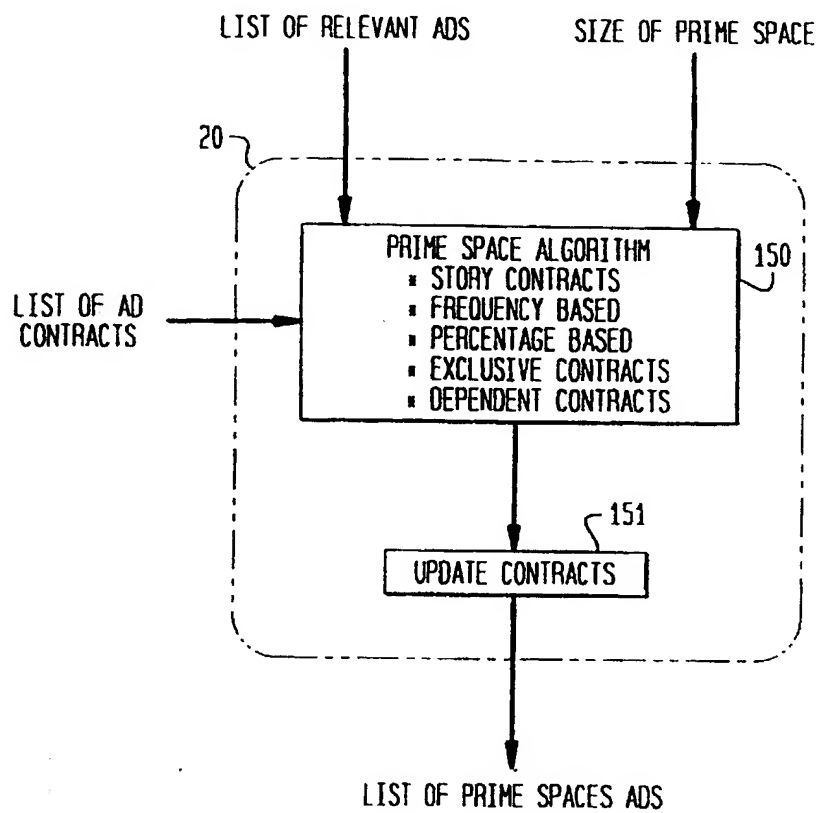 LIST OF RELEVANT ADS
SIZE OF PRIME SPACE
20
PRIME SPACE ALGORITHM
* STORY CONTRACTS
* FREQUENCY BASED
* PERCENTAGE BASED
* EXCLUSIVE CONTRACTS
* DEPENDENT CONTRACTS
150
LIST OF AD
CONTRACTS
151
UPDATE CONTRACTS
LIST OF PRIME SPACES ADS